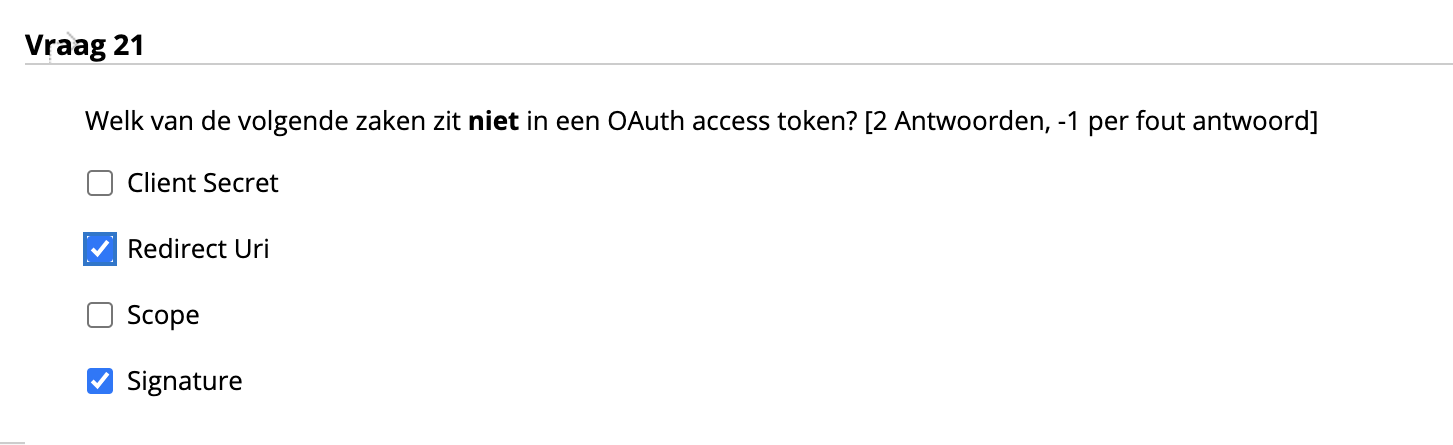 Vraag 21
Welk van de volgende zaken zit niet in een OAuth access token? [2 Antwoorden, -1 per fout antwoord]
Client Secret
Redirect Uri
Scope
Signature